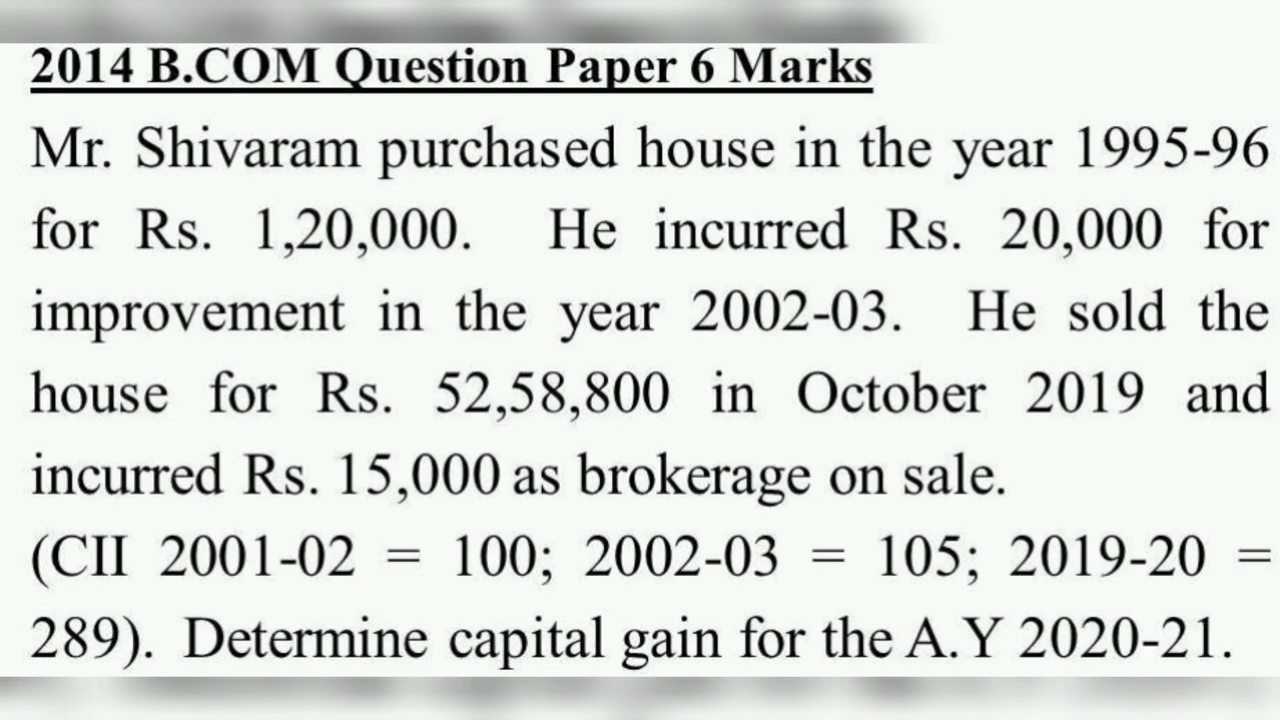 2014 B.COM Question Paper 6 Marks
Mr. Shivaram purchased house in the year 1995-96
for Rs. 1,20,000. He incurred Rs. 20,000 for
improvement in the year 2002-03. He sold the
house for Rs. 52,58,800 in October 2019 and
incurred Rs. 15,000 as brokerage on sale.
(CII 2001-02 = 100; 2002-03 = 105; 2019-20 =
289). Determine capital gain for the A.Y 2020-21.